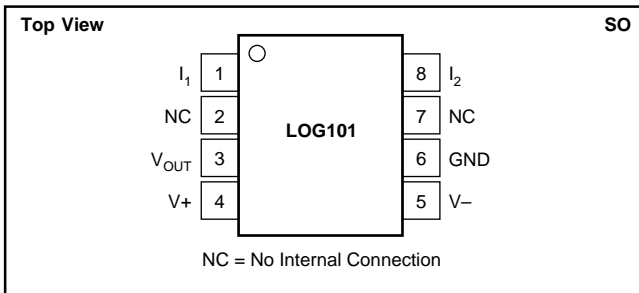 Top View SO
I₁ 1 8 I₂
NC 2 7 NC
LOG101
V_OUT 3 6 GND
V+ 4 5 V–
NC = No Internal Connection